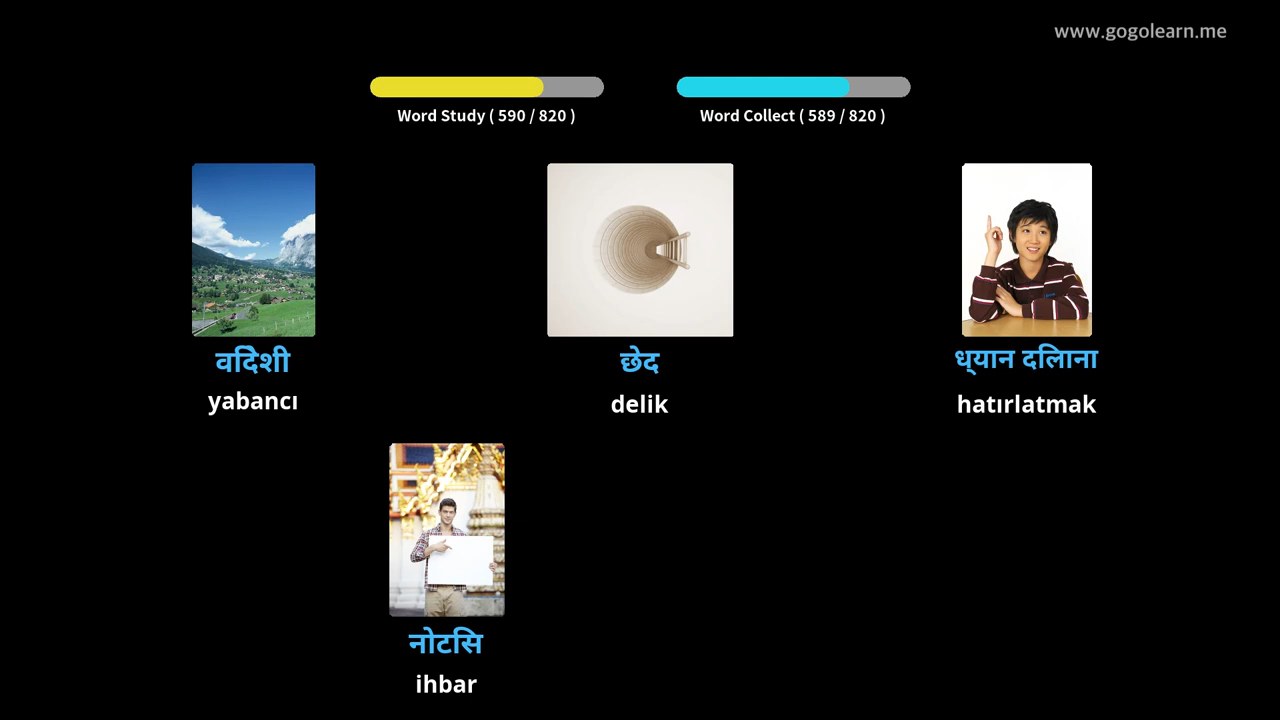 www.gogolearn.me
Word Study ( 590 / 820 )
Word Collect ( 589 / 820 )
वदिेशी
yabancı
छेद
delik
ध्यान दलिाना
hatırlatmak
नोटसि
ihbar